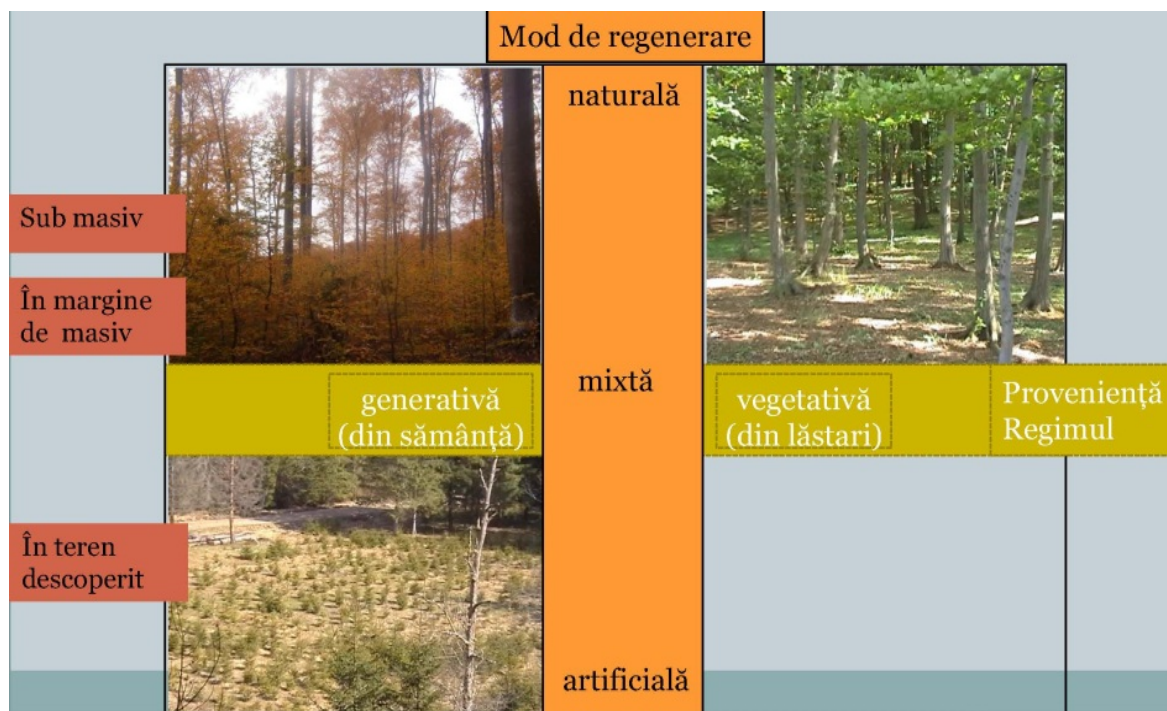 Mod de regenerare
naturală
Sub masiv
În margine
de masiv
mixtă
generativă
(din sămânță)
vegetativă
(din lăstari)
Proveniență
Regimul
În teren
descoperit
artificială